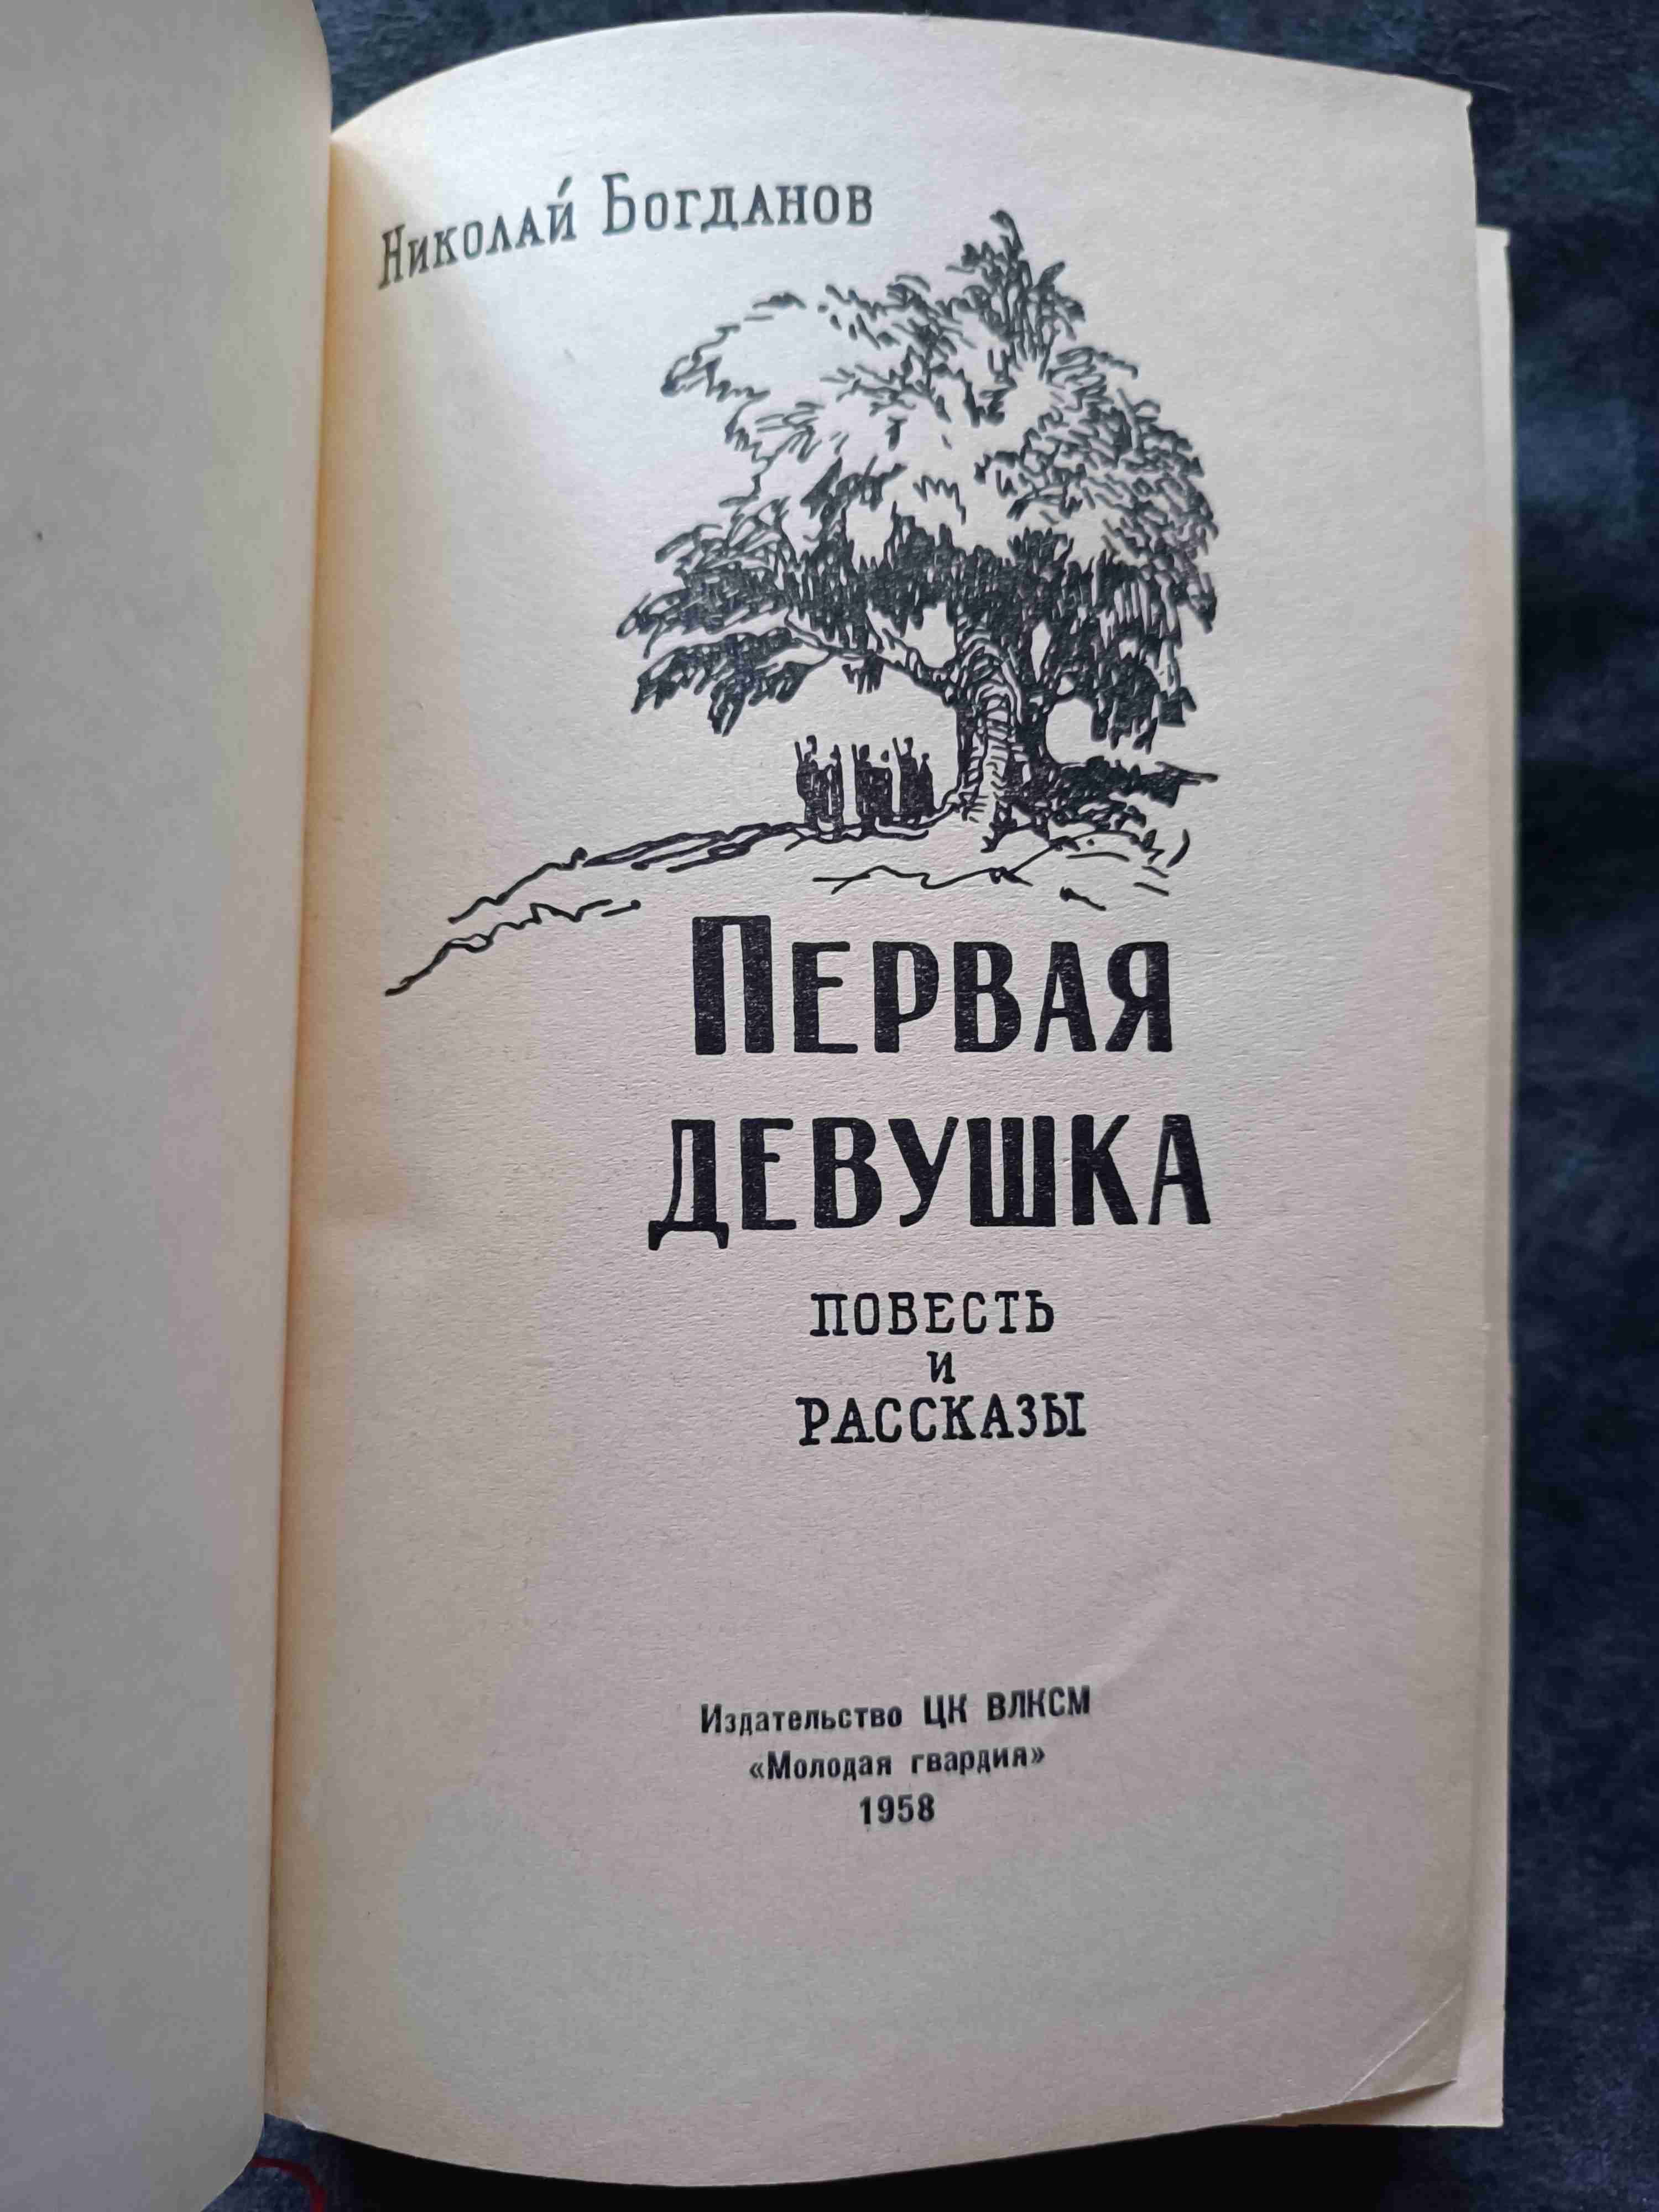 Николай Богданов
Первая
девушка
повесть
и
рассказы
Издательство ЦК ВЛКСМ
«Молодая гвардия»
1958